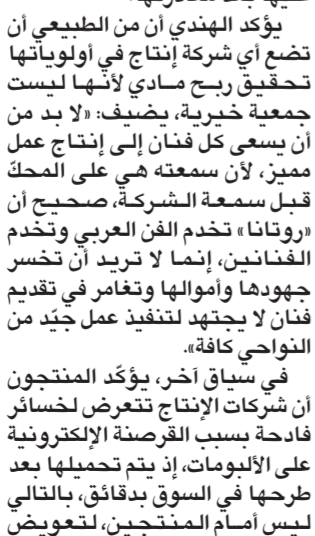 يؤكد الهندي أن من الطبيعي أن
تضع أي شركة إنتاج في أولوياتها
تحقيق ربح مادي لأنها ليست
جمعية خيرية، يضيف: «لا بد من
أن يسعى كل فنان إلى إنتاج عمل
مميز، لأن سمعته هي على المحكّ
قبل سمعة الشركة، صحيح أن
«روتانا» تخدم الفن العربي وتخدم
الفنانين، إنما لا تريد أن تخسر
جهودها وأموالها وتغامر في تقديم
فنان لا يجتهد لتنفيذ عمل جيّد من
النواحي كافة».
في سياق آخر، يؤكّد المنتجون
أن شركات الإنتاج تتعرض لخسائر
فادحة بسبب القرصنة الإلكترونية
على الألبومات، إذ يتم تحميلها بعد
طرحها في السوق بدقائق، بالتالي
ليس أمام المنتجين، لتعويض